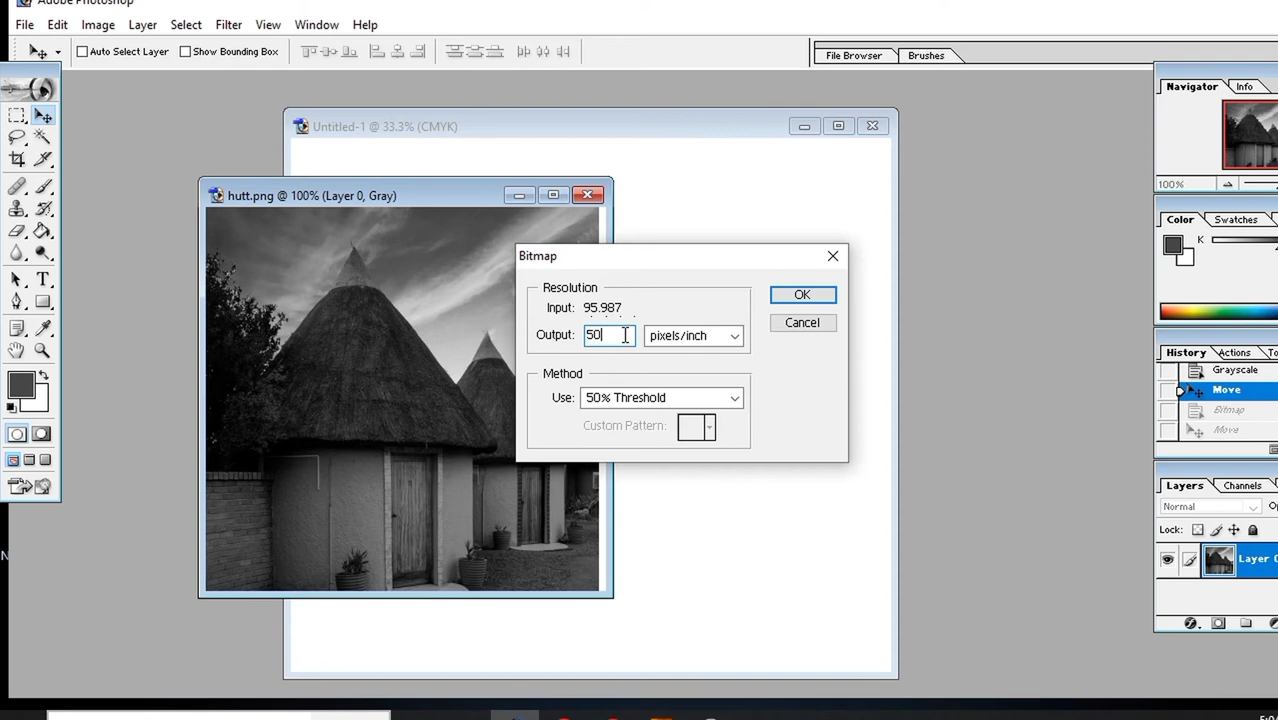 Adobe Photoshop
File Edit Image Layer Select Filter View Window Help
Auto Select Layer Show Bounding Box
File Browser Brushes
Navigator Info
Untitled-1 @ 33.3% (CMYK)
100%
hutt.png @ 100% (Layer 0, Gray)
Color Swatches
K
Bitmap
Resolution
Input: 95.987
Output: 50 pixels/inch
OK
Cancel
Method
Use: 50% Threshold
Custom Pattern:
History Actions To
Grayscale
Move
Bitmap
Move
Layers Channels
Normal
Lock:
Layer 0
T
N